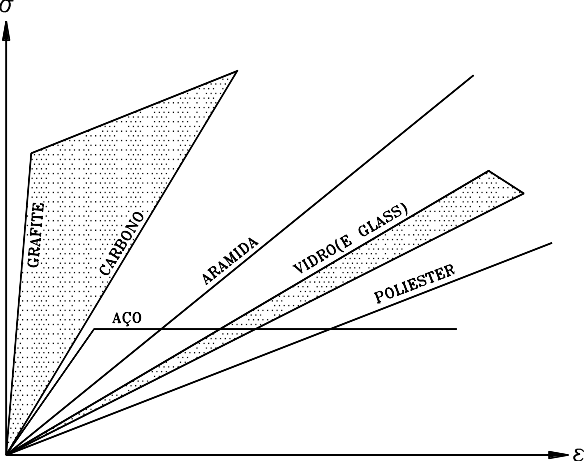 σ
GRAFITE
CARBONO
ARAMIDA
VIDRO(E GLASS)
POLIESTER
AÇO
ε